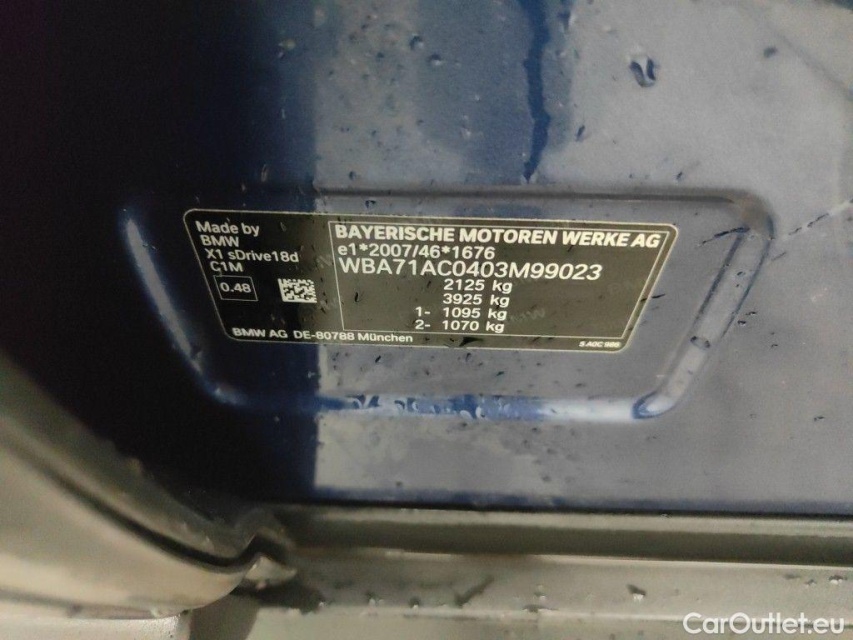 Made by
BMW
X1 sDrive18d
C1M
0.48
BMW AG DE-80788 München
BAYERISCHE MOTOREN WERKE AG
e1*2007/46*1676
WBA71AC0403M99023
2125 kg
3925 kg
1- 1095 kg
2- 1070 kg
CarOutlet.eu